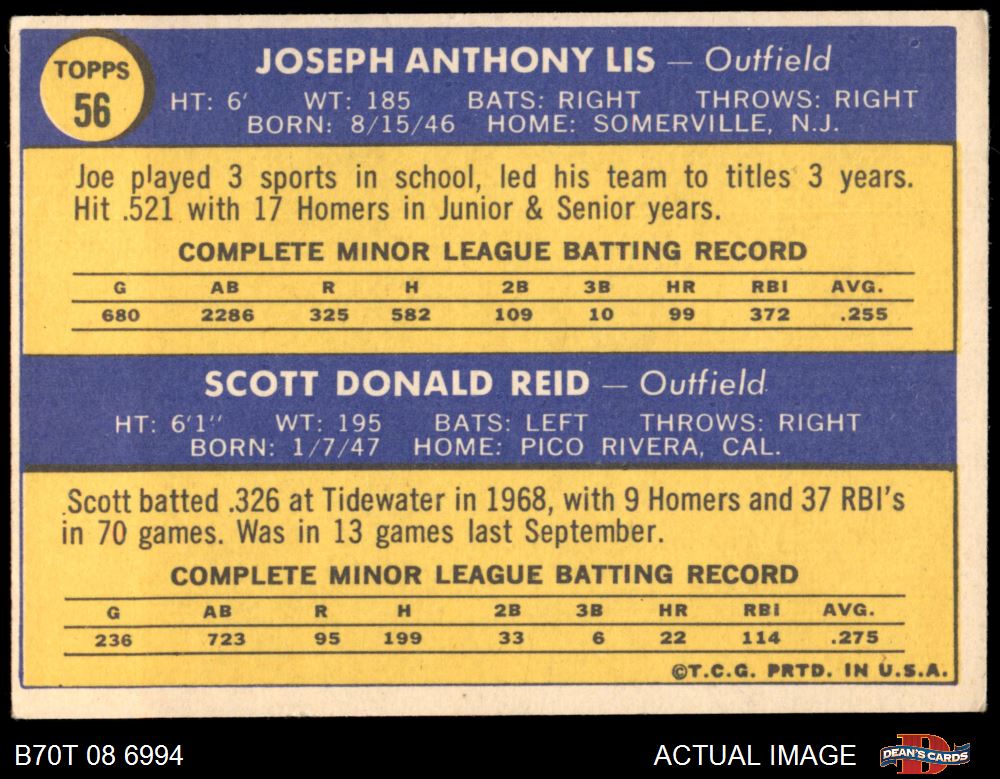 TOPPS
56
JOSEPH ANTHONY LIS — Outfield
HT: 6' WT: 185 BATS: RIGHT THROWS: RIGHT
BORN: 8/15/46 HOME: SOMERVILLE, N.J.
Joe played 3 sports in school, led his team to titles 3 years.
Hit .521 with 17 Homers in Junior & Senior years.
COMPLETE MINOR LEAGUE BATTING RECORD
G AB R H 2B 3B HR RBI AVG.
680 2286 325 582 109 10 99 372 .255
SCOTT DONALD REID — Outfield
HT: 6'1" WT: 195 BATS: LEFT THROWS: RIGHT
BORN: 1/7/47 HOME: PICO RIVERA, CAL.
Scott batted .326 at Tidewater in 1968, with 9 Homers and 37 RBI's
in 70 games. Was in 13 games last September.
COMPLETE MINOR LEAGUE BATTING RECORD
G AB R H 2B 3B HR RBI AVG.
236 723 95 199 33 6 22 114 .275
©T.C.G. PRTD. IN U.S.A.
B70T 08 6994 ACTUAL IMAGE DEAN'S CARDS